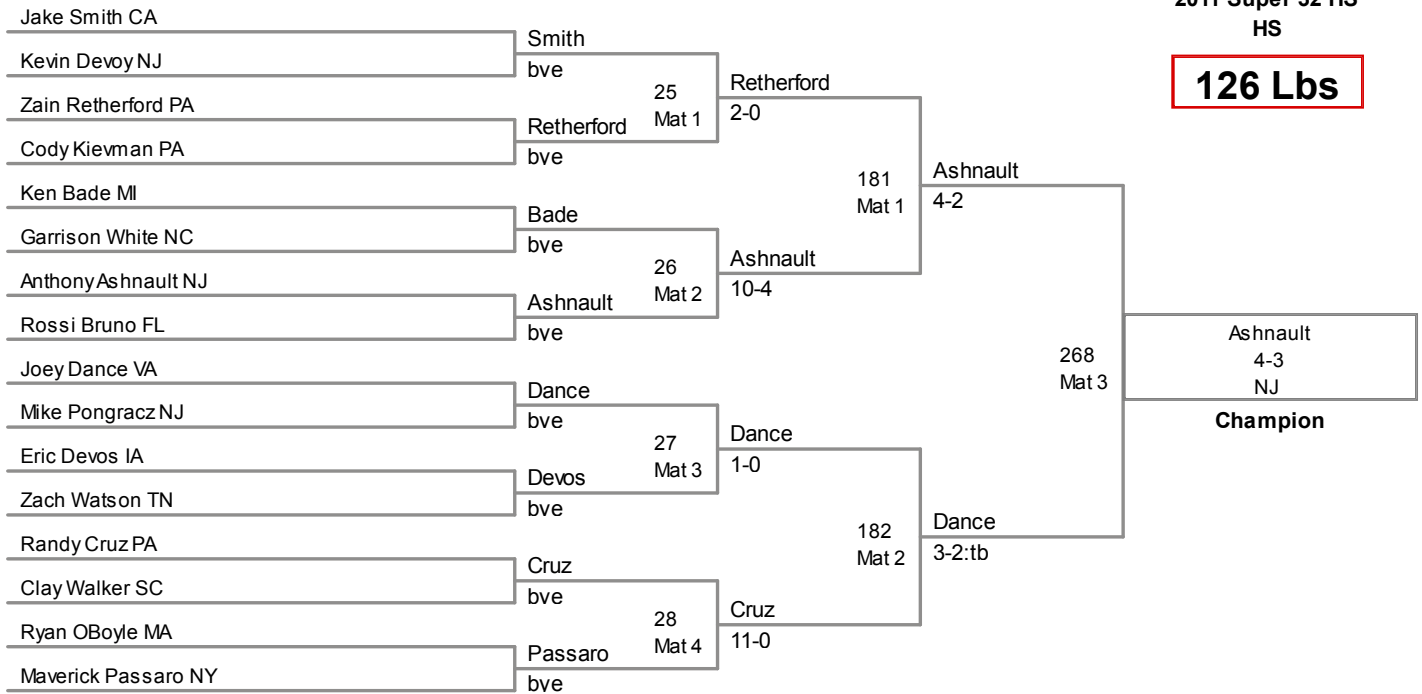 2011 Super 32 HS
HS
126 Lbs
Jake Smith CA
Kevin Devoy NJ
Zain Retherford PA
Cody Kievman PA
Ken Bade MI
Garrison White NC
Anthony Ashnault NJ
Rossi Bruno FL
Joey Dance VA
Mike Pongracz NJ
Eric Devos IA
Zach Watson TN
Randy Cruz PA
Clay Walker SC
Ryan OBoyle MA
Maverick Passaro NY
Smith
bye
25
Mat 1
Retherford
bye
Bade
bye
26
Mat 2
Ashnault
bye
Dance
bye
27
Mat 3
Devos
bye
Cruz
bye
28
Mat 4
Passaro
bye
Retherford
2-0
181
Mat 1
Ashnault
10-4
Dance
1-0
182
Mat 2
Cruz
11-0
Ashnault
4-2
268
Mat 3
Dance
3-2:tb
Ashnault
4-3
NJ
Champion